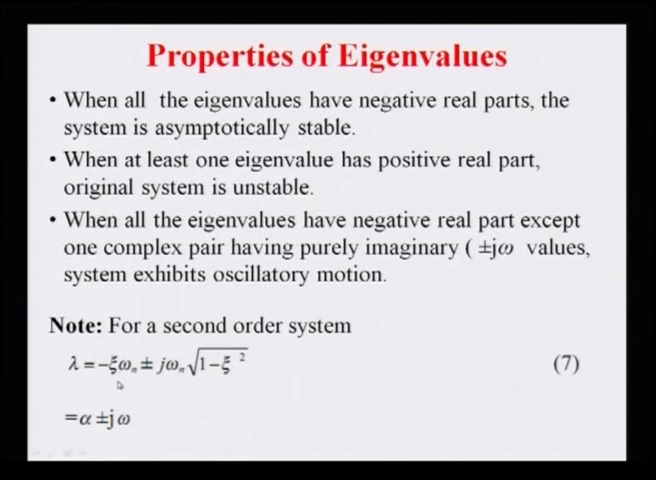 Properties of Eigenvalues
• When all the eigenvalues have negative real parts, the
system is asymptotically stable.
• When at least one eigenvalue has positive real part,
original system is unstable.
• When all the eigenvalues have negative real part except
one complex pair having purely imaginary ( ±jω values,
system exhibits oscillatory motion.
Note: For a second order system
λ = −ξωₙ ± jωₙ√(1−ξ²) (7)
=α ±jω